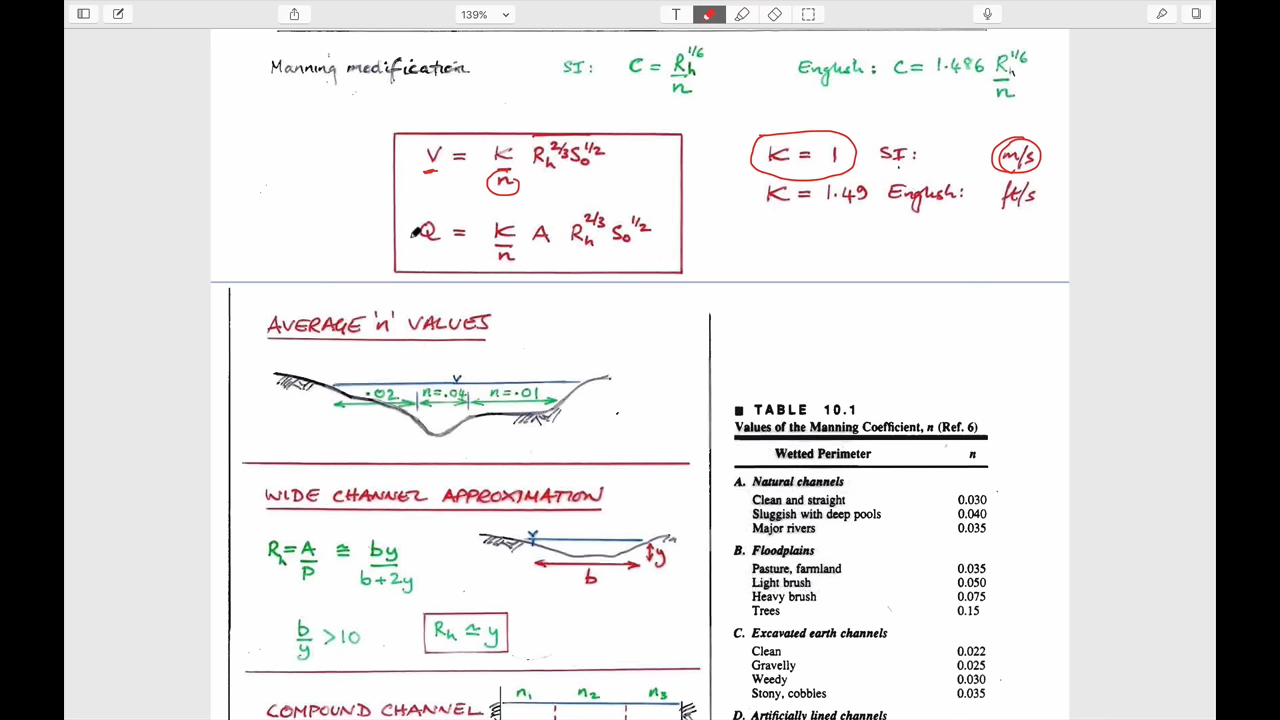 139%
T
Manning modification SI: C = R_h^1/6 / n English: C = 1.486 R_h^1/6 / n
V = K/n R_h^2/3 S_o^1/2
K = 1 SI: m/s
K = 1.49 English: ft/s
Q = K/n A R_h^2/3 S_o^1/2
AVERAGE 'n' VALUES
.02 n=.04 n=.01
WIDE CHANNEL APPROXIMATION
R_h = A/P ≅ by/b+2y
y
b
b/y >10 R_h ≃ y
n1 n2 n3
COMPOUND CHANNEL
■ TABLE 10.1
Values of the Manning Coefficient, n (Ref. 6)
Wetted Perimeter n
A. Natural channels
Clean and straight 0.030
Sluggish with deep pools 0.040
Major rivers 0.035
B. Floodplains
Pasture, farmland 0.035
Light brush 0.050
Heavy brush 0.075
Trees 0.15
C. Excavated earth channels
Clean 0.022
Gravelly 0.025
Weedy 0.030
Stony, cobbles 0.035
D. Artificially lined channels